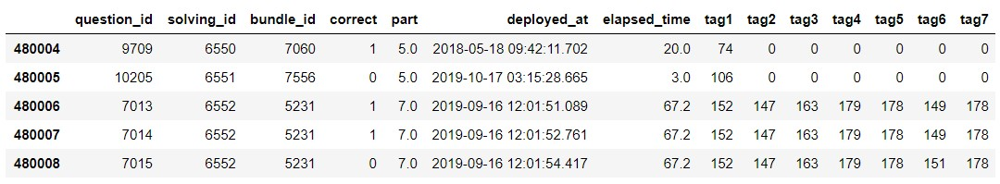 question_id solving_id bundle_id correct part deployed_at elapsed_time tag1 tag2 tag3 tag4 tag5 tag6 tag7
480004 9709 6550 7060 1 5.0 2018-05-18 09:42:11.702 20.0 74 0 0 0 0 0 0
480005 10205 6551 7556 0 5.0 2019-10-17 03:15:28.665 3.0 106 0 0 0 0 0 0
480006 7013 6552 5231 1 7.0 2019-09-16 12:01:51.089 67.2 152 147 163 179 178 149 178
480007 7014 6552 5231 1 7.0 2019-09-16 12:01:52.761 67.2 152 147 163 179 178 149 178
480008 7015 6552 5231 0 7.0 2019-09-16 12:01:54.417 67.2 152 147 163 179 178 151 178